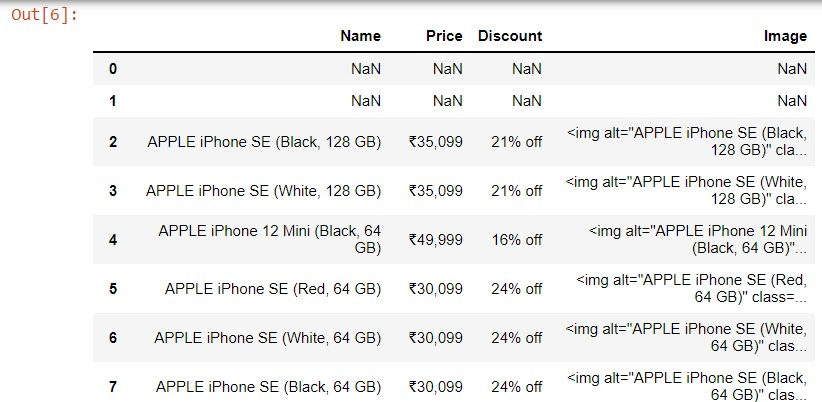 Out[6]:
Name Price Discount Image
0 NaN NaN NaN NaN
1 NaN NaN NaN NaN
2 APPLE iPhone SE (Black, 128 GB) ₹35,099 21% off <img alt="APPLE iPhone SE (Black,
128 GB)" cla...
3 APPLE iPhone SE (White, 128 GB) ₹35,099 21% off <img alt="APPLE iPhone SE (White,
128 GB)" cla...
4 APPLE iPhone 12 Mini (Black, 64
GB) ₹49,999 16% off <img alt="APPLE iPhone 12 Mini
(Black, 64 GB)"...
5 APPLE iPhone SE (Red, 64 GB) ₹30,099 24% off <img alt="APPLE iPhone SE (Red,
64 GB)" class=...
6 APPLE iPhone SE (White, 64 GB) ₹30,099 24% off <img alt="APPLE iPhone SE (White,
64 GB)" clas...
7 APPLE iPhone SE (Black, 64 GB) ₹30,099 24% off <img alt="APPLE iPhone SE (Black,
64 GB)" clas...